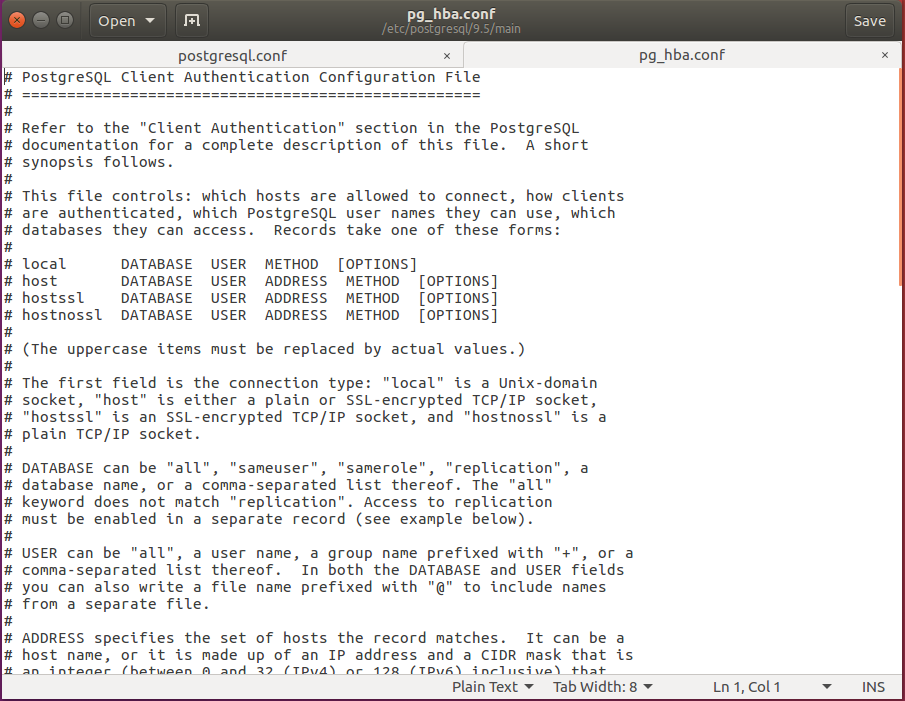 Open
pg_hba.conf
/etc/postgresql/9.5/main
Save
postgresql.conf ×
pg_hba.conf ×
# PostgreSQL Client Authentication Configuration File
# ===================================================
#
# Refer to the "Client Authentication" section in the PostgreSQL
# documentation for a complete description of this file.  A short
# synopsis follows.
#
# This file controls: which hosts are allowed to connect, how clients
# are authenticated, which PostgreSQL user names they can use, which
# databases they can access.  Records take one of these forms:
#
# local      DATABASE  USER  METHOD  [OPTIONS]
# host       DATABASE  USER  ADDRESS  METHOD  [OPTIONS]
# hostssl    DATABASE  USER  ADDRESS  METHOD  [OPTIONS]
# hostnossl  DATABASE  USER  ADDRESS  METHOD  [OPTIONS]
#
# (The uppercase items must be replaced by actual values.)
#
# The first field is the connection type: "local" is a Unix-domain
# socket, "host" is either a plain or SSL-encrypted TCP/IP socket,
# "hostssl" is an SSL-encrypted TCP/IP socket, and "hostnossl" is a
# plain TCP/IP socket.
#
# DATABASE can be "all", "sameuser", "samerole", "replication", a
# database name, or a comma-separated list thereof. The "all"
# keyword does not match "replication". Access to replication
# must be enabled in a separate record (see example below).
#
# USER can be "all", a user name, a group name prefixed with "+", or a
# comma-separated list thereof.  In both the DATABASE and USER fields
# you can also write a file name prefixed with "@" to include names
# from a separate file.
#
# ADDRESS specifies the set of hosts the record matches.  It can be a
# host name, or it is made up of an IP address and a CIDR mask that is
# an integer (between 0 and 32 (IPv4) or 128 (IPv6) inclusive) that
Plain Text Tab Width: 8 Ln 1, Col 1 INS